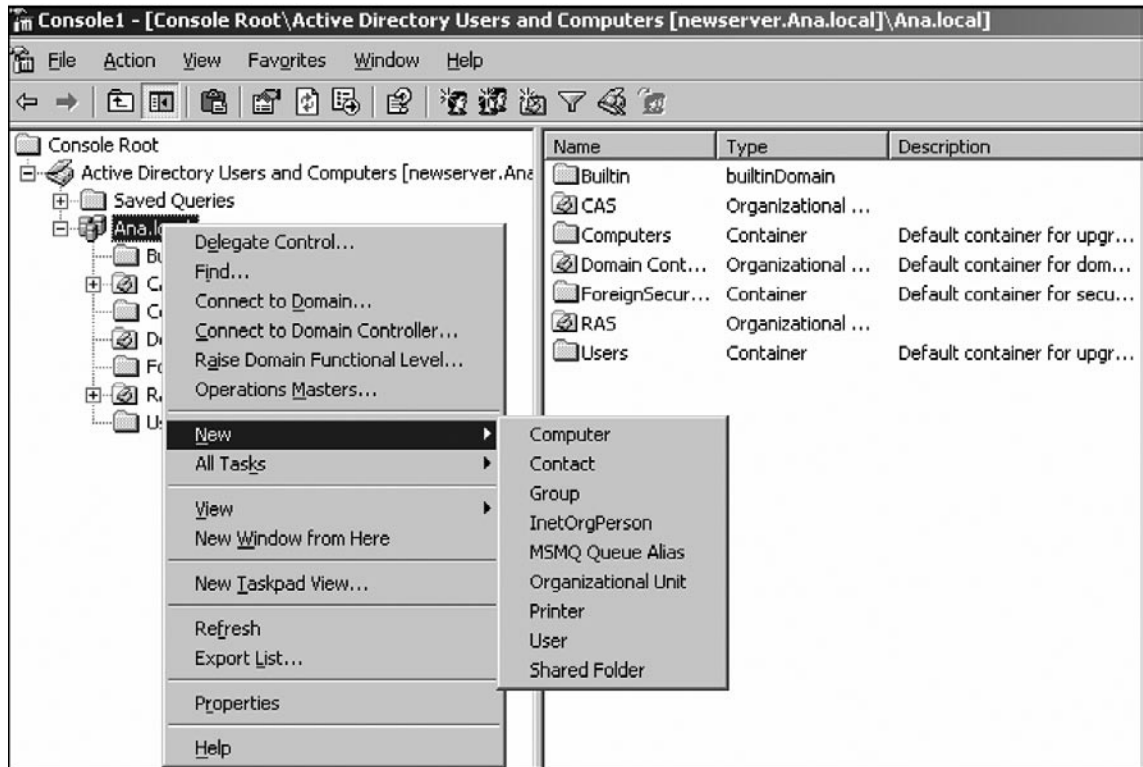 Console1 - [Console Root\Active Directory Users and Computers [newserver.Ana.local]\Ana.local]
File Action View Favorites Window Help
Console Root
Active Directory Users and Computers [newserver.Ana
Saved Queries
Ana.l
Name Type Description
Builtin builtinDomain
CAS Organizational ...
Computers Container Default container for upgr...
Domain Cont... Organizational ... Default container for dom...
ForeignSecur... Container Default container for secu...
RAS Organizational ...
Users Container Default container for upgr...
Delegate Control...
Find...
Connect to Domain...
Connect to Domain Controller...
Raise Domain Functional Level...
Operations Masters...
New
All Tasks
View
New Window from Here
New Taskpad View...
Refresh
Export List...
Properties
Help
Computer
Contact
Group
InetOrgPerson
MSMQ Queue Alias
Organizational Unit
Printer
User
Shared Folder